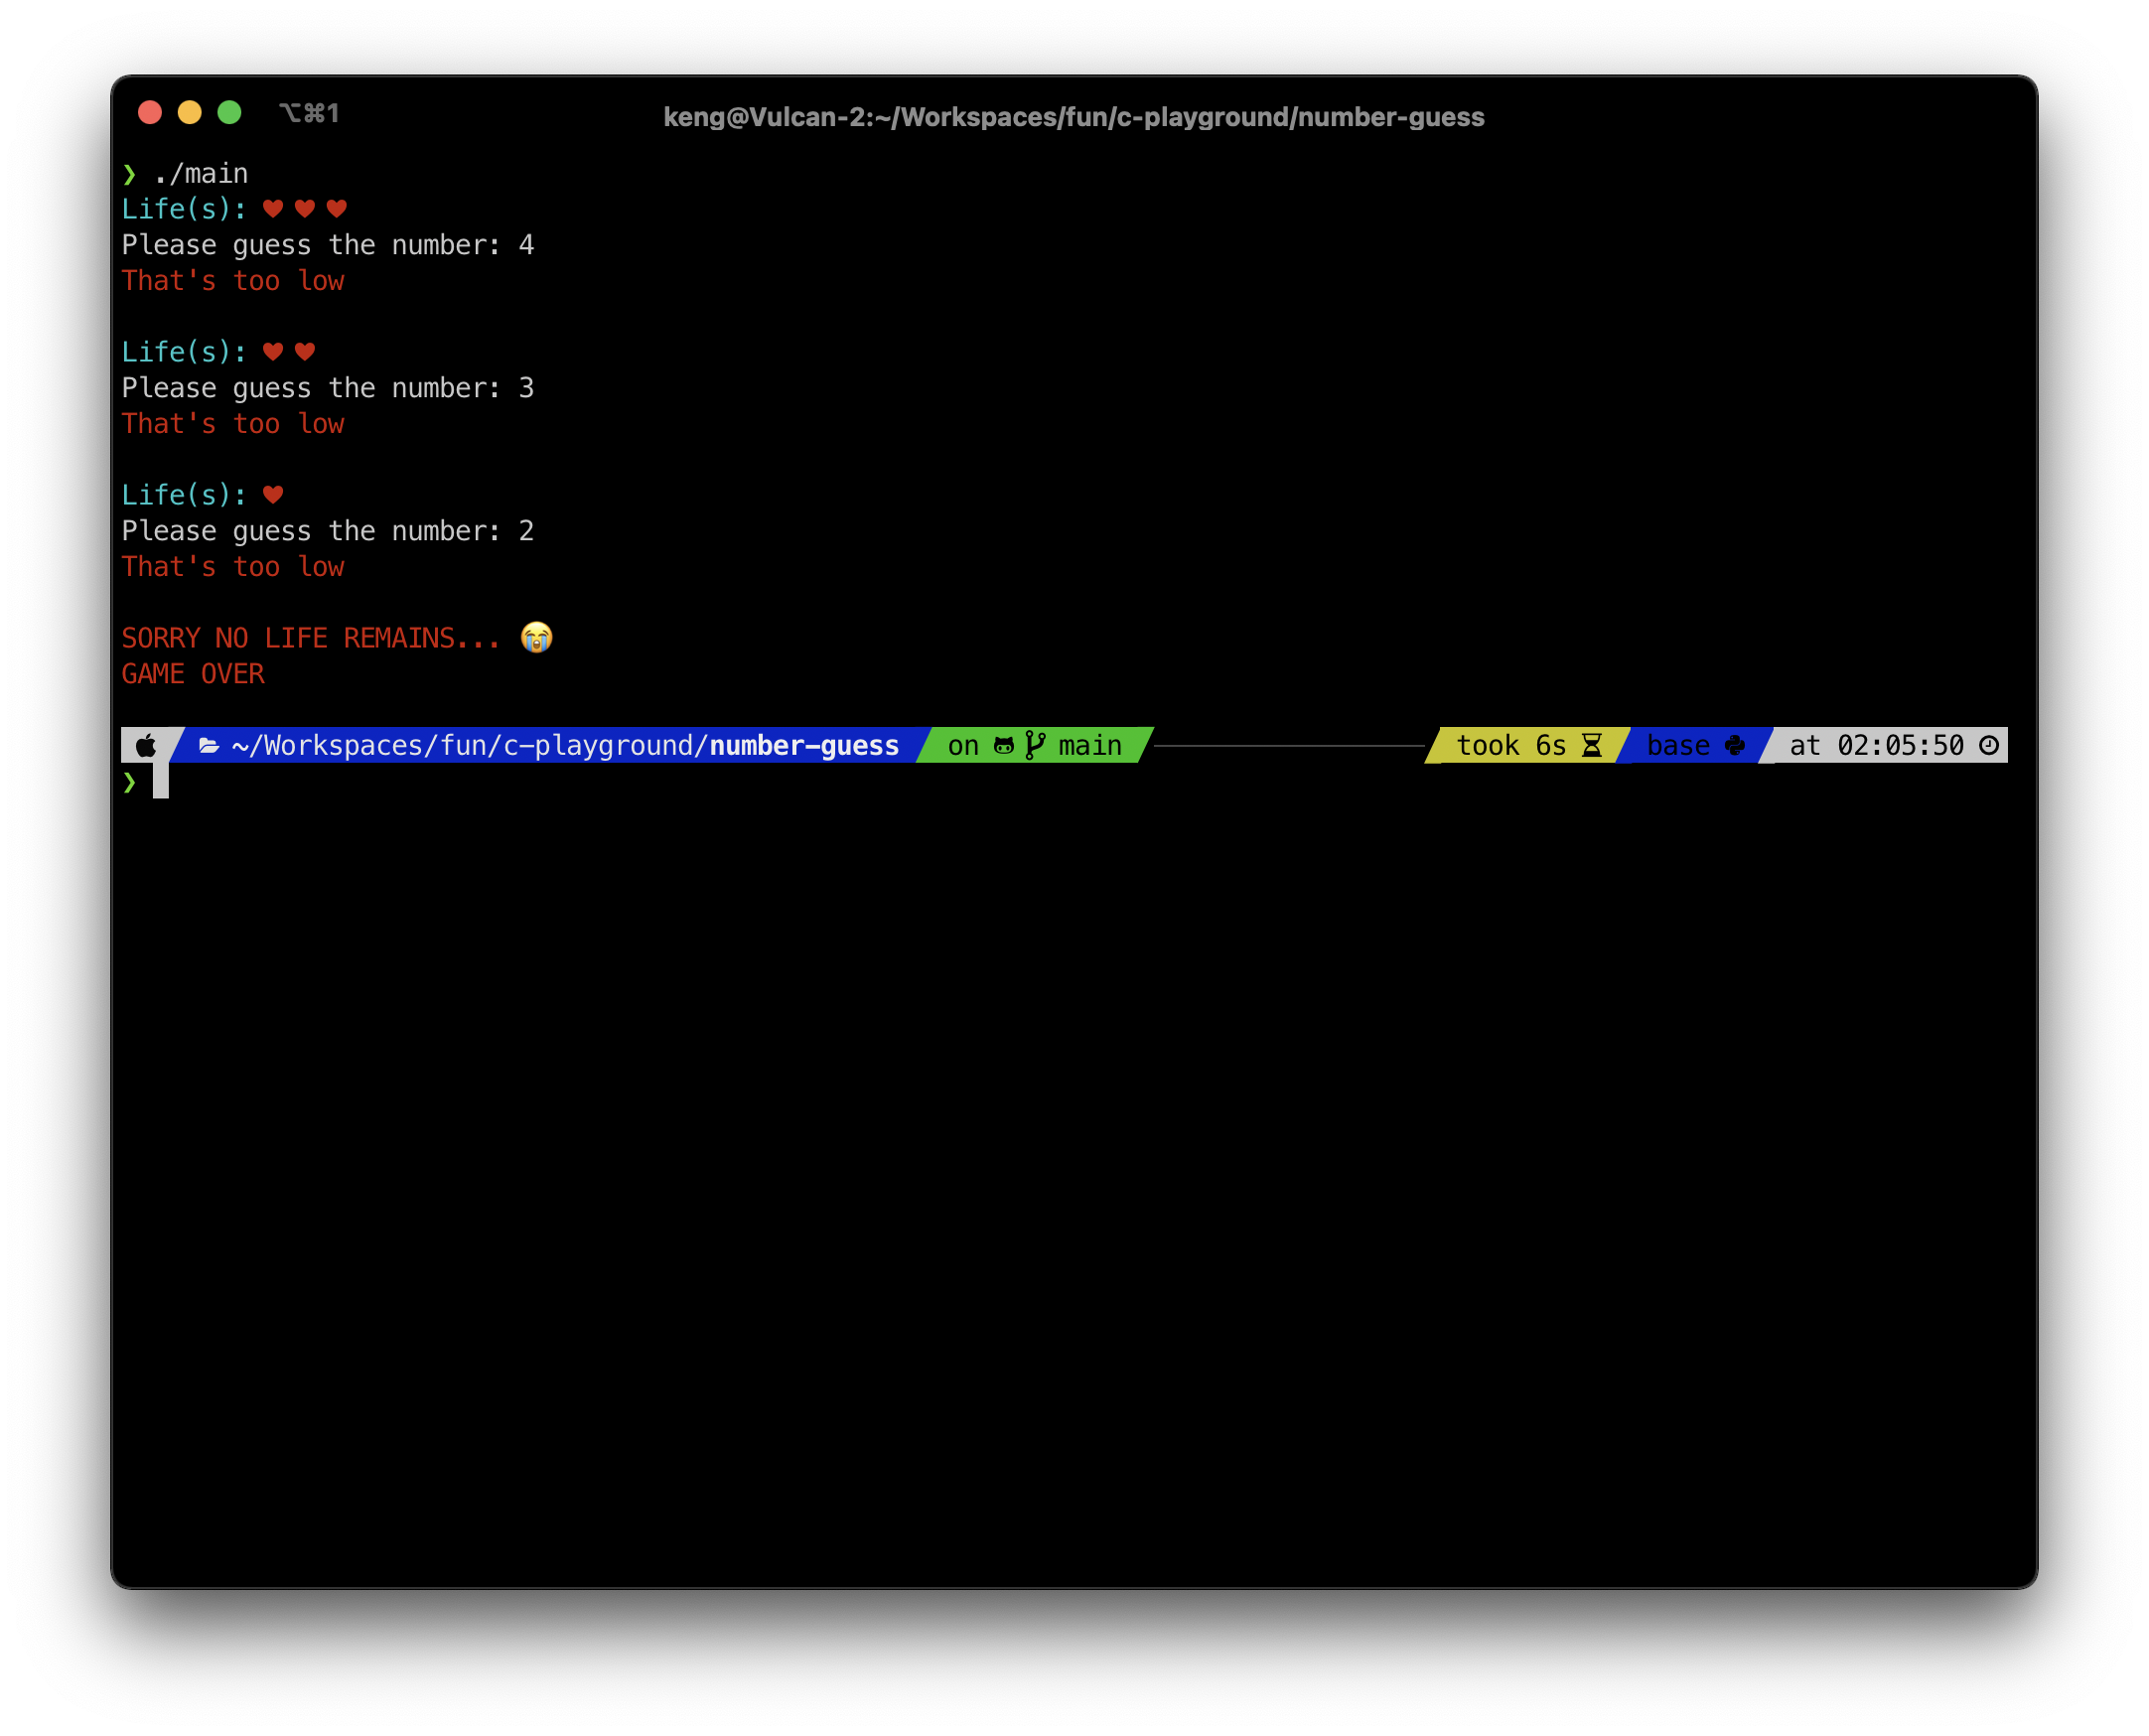 ⌥⌘1
keng@Vulcan-2:~/Workspaces/fun/c-playground/number-guess
❯ ./main
Life(s): ♥ ♥ ♥
Please guess the number: 4
That's too low
Life(s): ♥ ♥
Please guess the number: 3
That's too low
Life(s): ♥
Please guess the number: 2
That's too low
SORRY NO LIFE REMAINS... 😭
GAME OVER
~/Workspaces/fun/c-playground/number-guess on main took 6s base at 02:05:50
❯